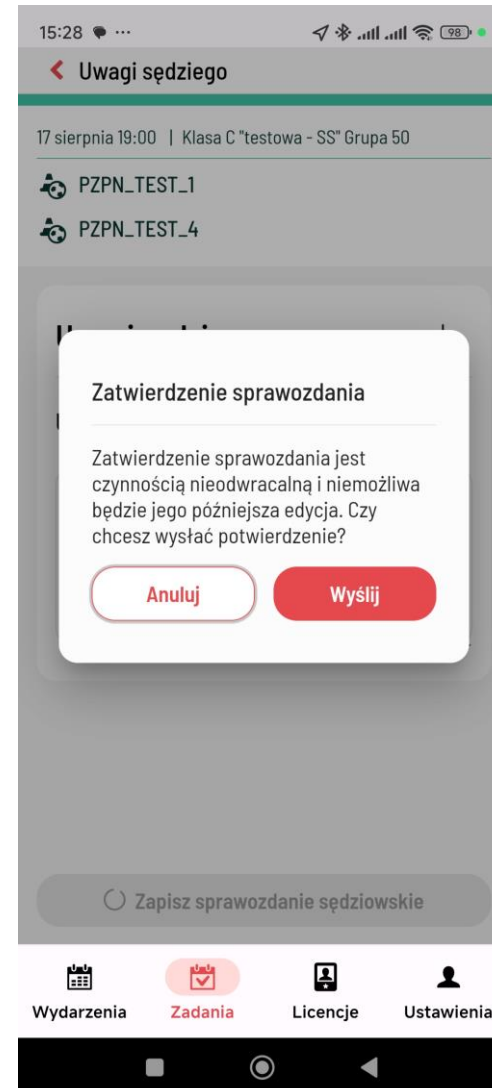 15:28
98
Uwagi sędziego
17 sierpnia 19:00 | Klasa C "testowa - SS" Grupa 50
PZPN_TEST_1
PZPN_TEST_4
Zatwierdzenie sprawozdania
Zatwierdzenie sprawozdania jest
czynnością nieodwracalną i niemożliwa
będzie jego późniejsza edycja. Czy
chcesz wysłać potwierdzenie?
Anuluj Wyślij
Zapisz sprawozdanie sędziowskie
Wydarzenia Zadania Licencje Ustawienia